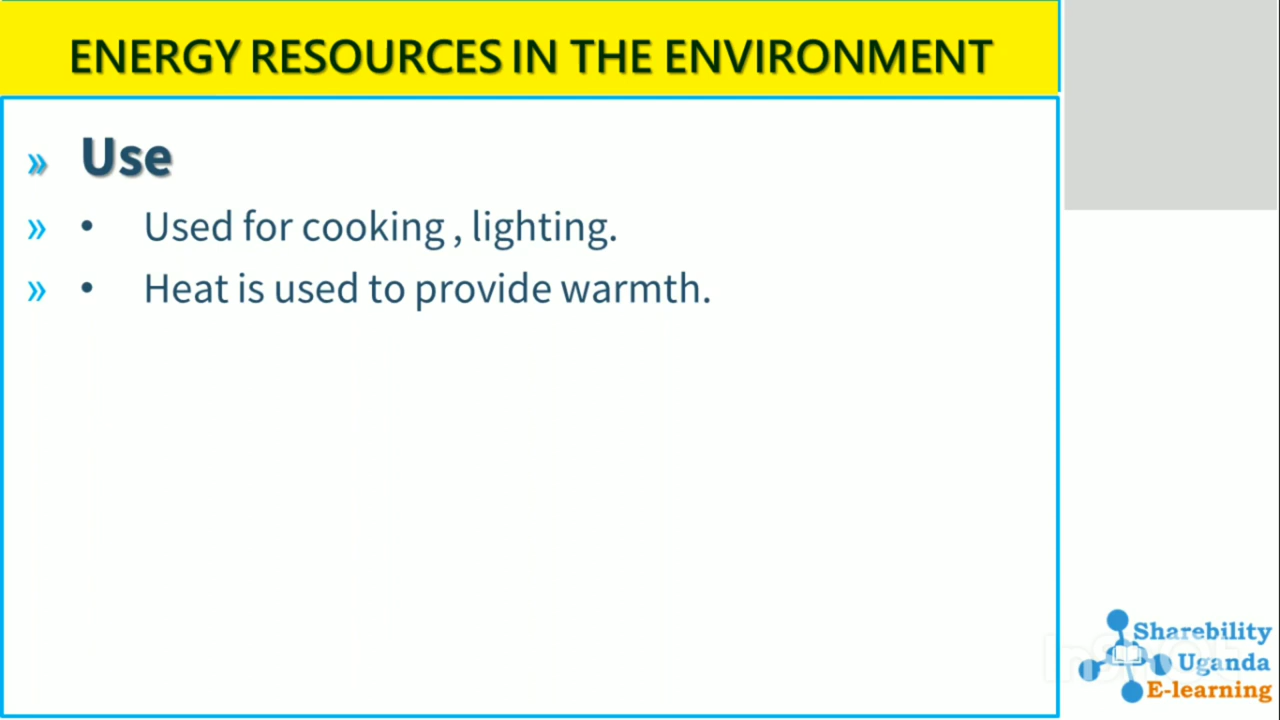 ENERGY RESOURCES IN THE ENVIRONMENT
» Use
» • Used for cooking , lighting.
» • Heat is used to provide warmth.
Sharebility
Uganda
E-learning